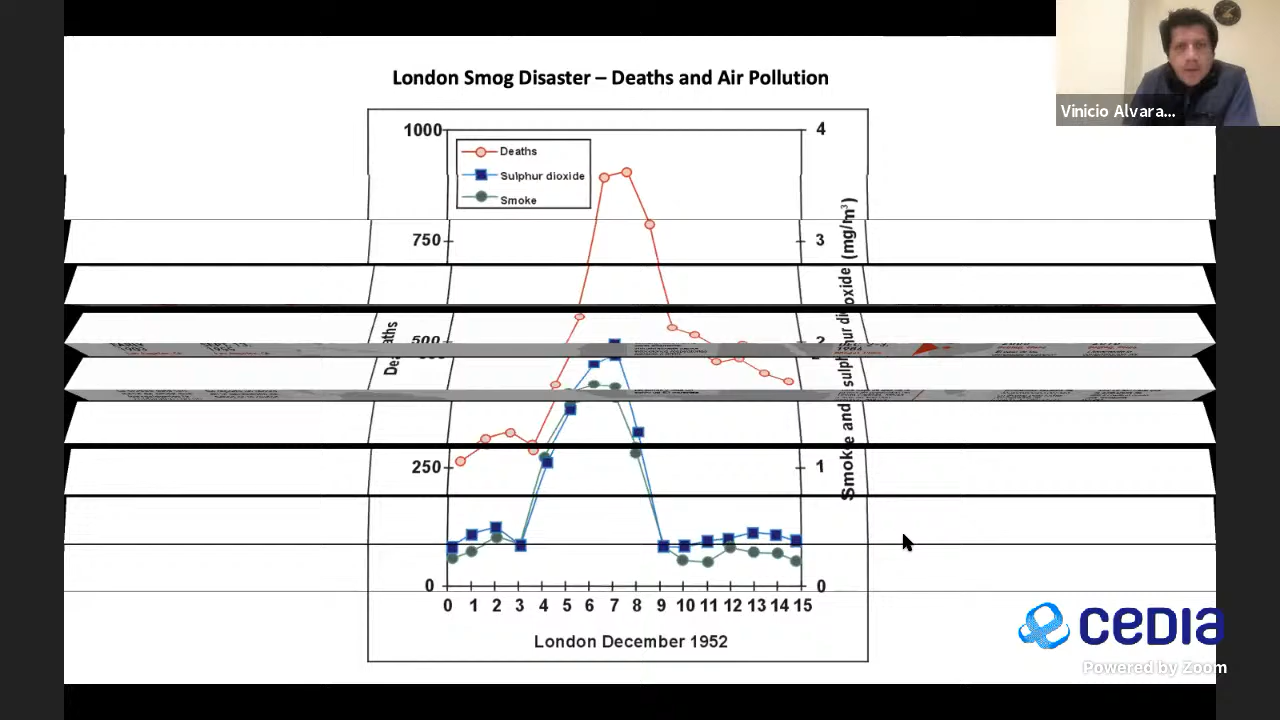 London Smog Disaster – Deaths and Air Pollution
Vinicio Alvara...
1000
4
Deaths
Sulphur dioxide
Smoke
750
3
Deaths
Smoke and sulphur dioxide (mg/m³)
500
2
250
1
0
0
0 1 2 3 4 5 6 7 8 9 10 11 12 13 14 15
London December 1952
CEDIA
Powered by Zoom